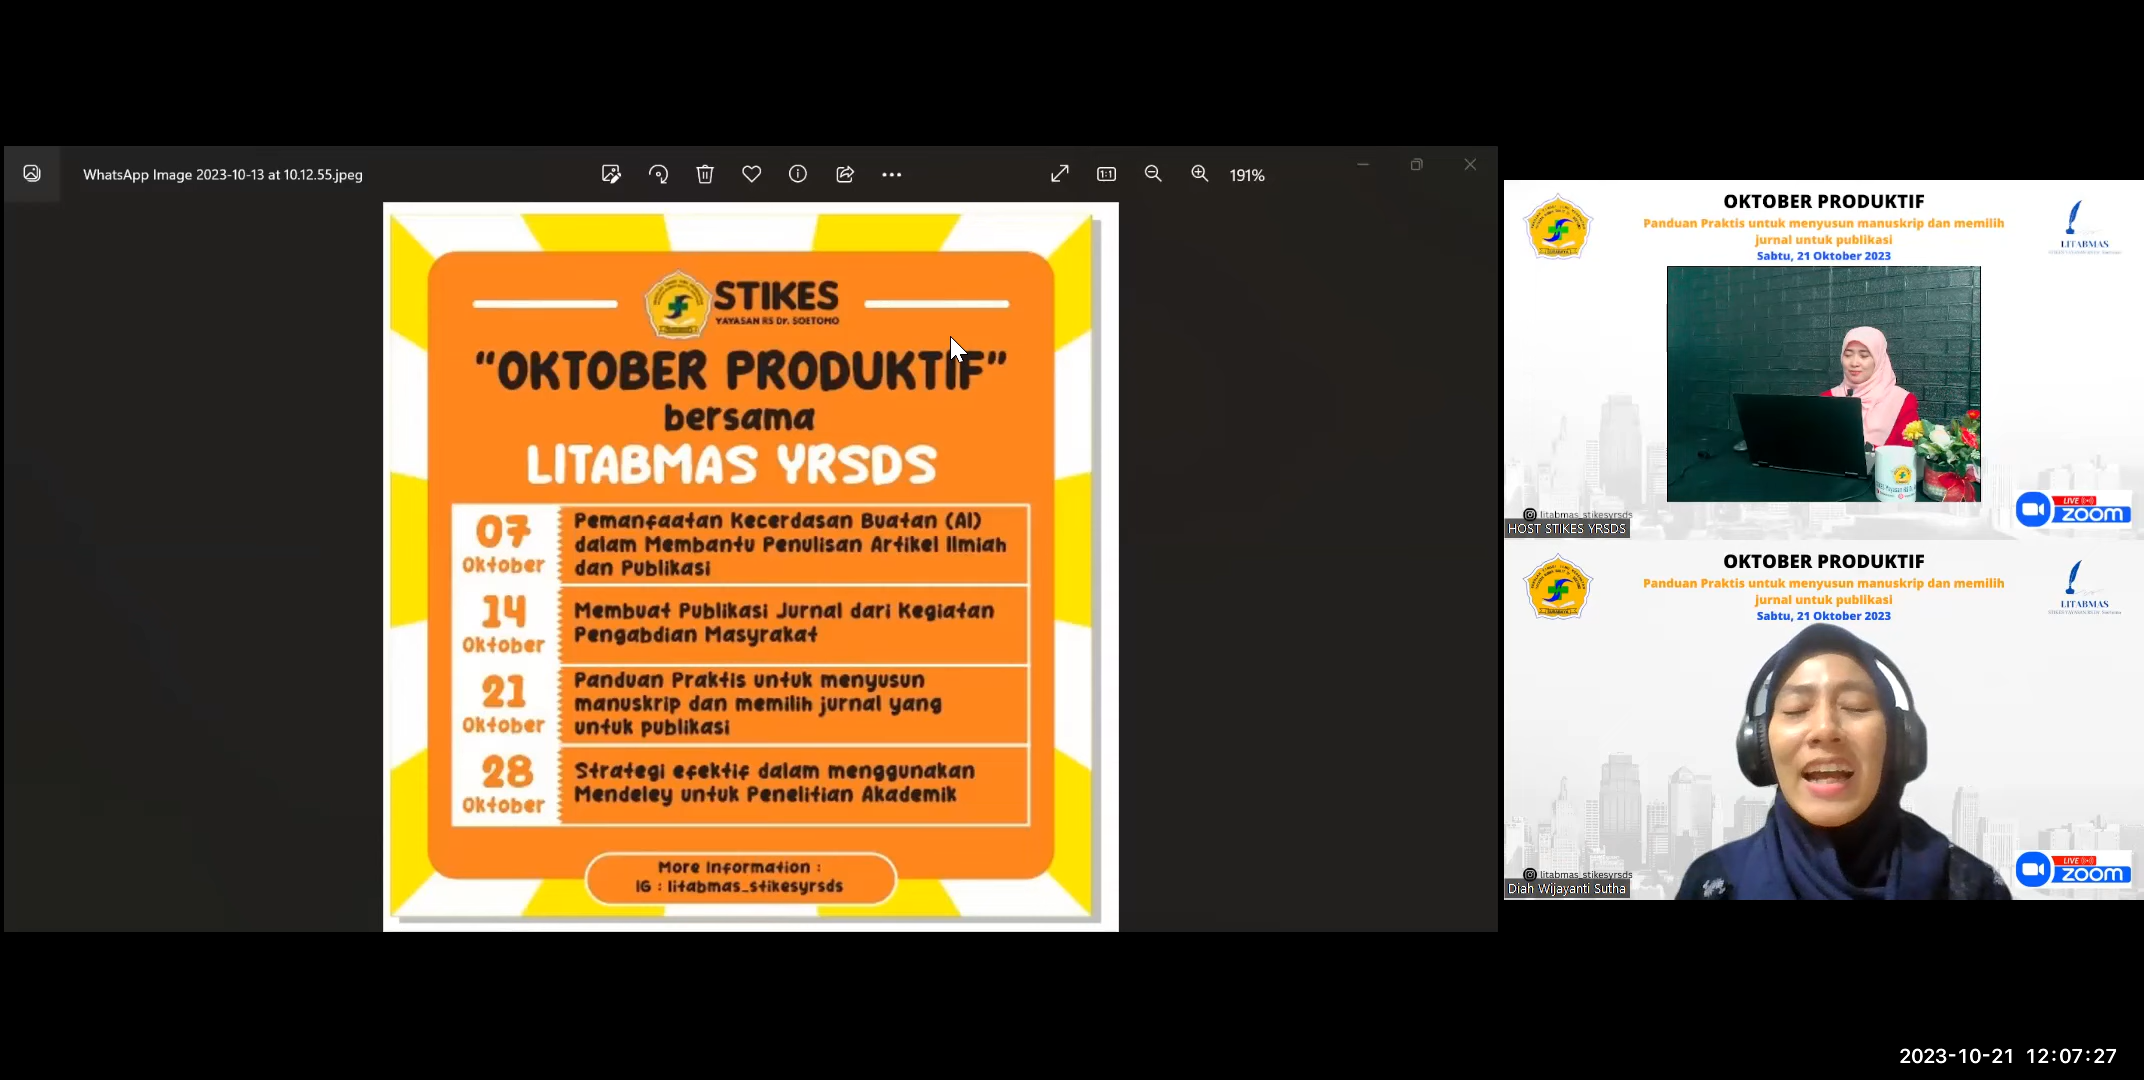 WhatsApp Image 2023-10-13 at 10.12.55.jpeg
191%
STIKES
YAYASAN RS Dr. SOETOMO
"OKTOBER PRODUKTIF"
bersama
LITABMAS YRSDS
07
Oktober
Pemanfaatan Kecerdasan Buatan (AI)
dalam Membantu Penulisan Artikel Ilmiah
dan Publikasi
14
Oktober
Membuat Publikasi Jurnal dari Kegiatan
Pengabdian Masyrakat
21
Oktober
Panduan Praktis untuk menyusun
manuskrip dan memilih jurnal yang
untuk publikasi
28
Oktober
Strategi efektif dalam menggunakan
Mendeley untuk Penelitian Akademik
More Information :
IG : litabmas_stikesyrsds
OKTOBER PRODUKTIF
Panduan Praktis untuk menyusun manuskrip dan memilih
jurnal untuk publikasi
Sabtu, 21 Oktober 2023
LITABMAS
litabmas_stikesyrsds
HOST STIKES YRSDS
LIVE
zoom
OKTOBER PRODUKTIF
Panduan Praktis untuk menyusun manuskrip dan memilih
jurnal untuk publikasi
Sabtu, 21 Oktober 2023
LITABMAS
litabmas_stikesyrsds
Diah Wijayanti Sutha
LIVE
zoom
2023-10-21 12:07:27